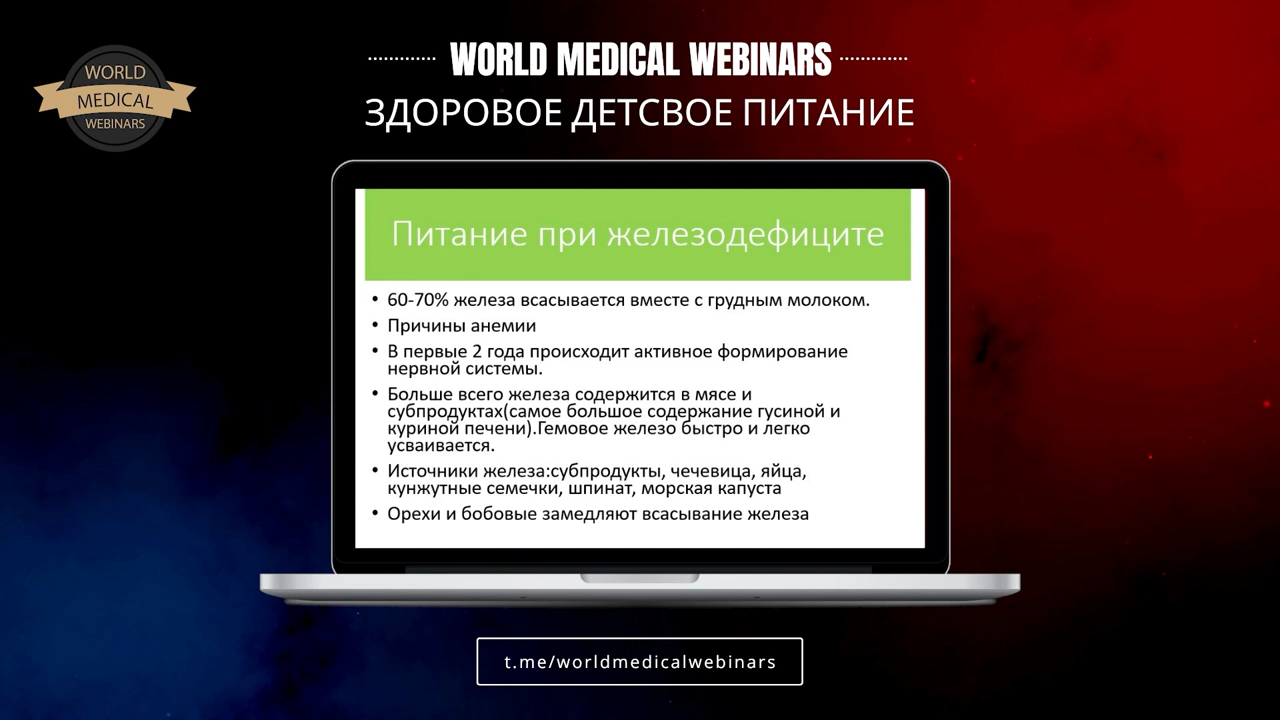 WORLD
MEDICAL
WEBINARS
WORLD MEDICAL WEBINARS
ЗДОРОВОЕ ДЕТСВОЕ ПИТАНИЕ
Питание при железодефиците
• 60-70% железа всасывается вместе с грудным молоком.
• Причины анемии
• В первые 2 года происходит активное формирование
нервной системы.
• Больше всего железа содержится в мясе и
субпродуктах(самое большое содержание гусиной и
куриной печени).Гемовое железо быстро и легко
усваивается.
• Источники железа:субпродукты, чечевица, яйца,
кунжутные семечки, шпинат, морская капуста
• Орехи и бобовые замедляют всасывание железа
t.me/worldmedicalwebinars